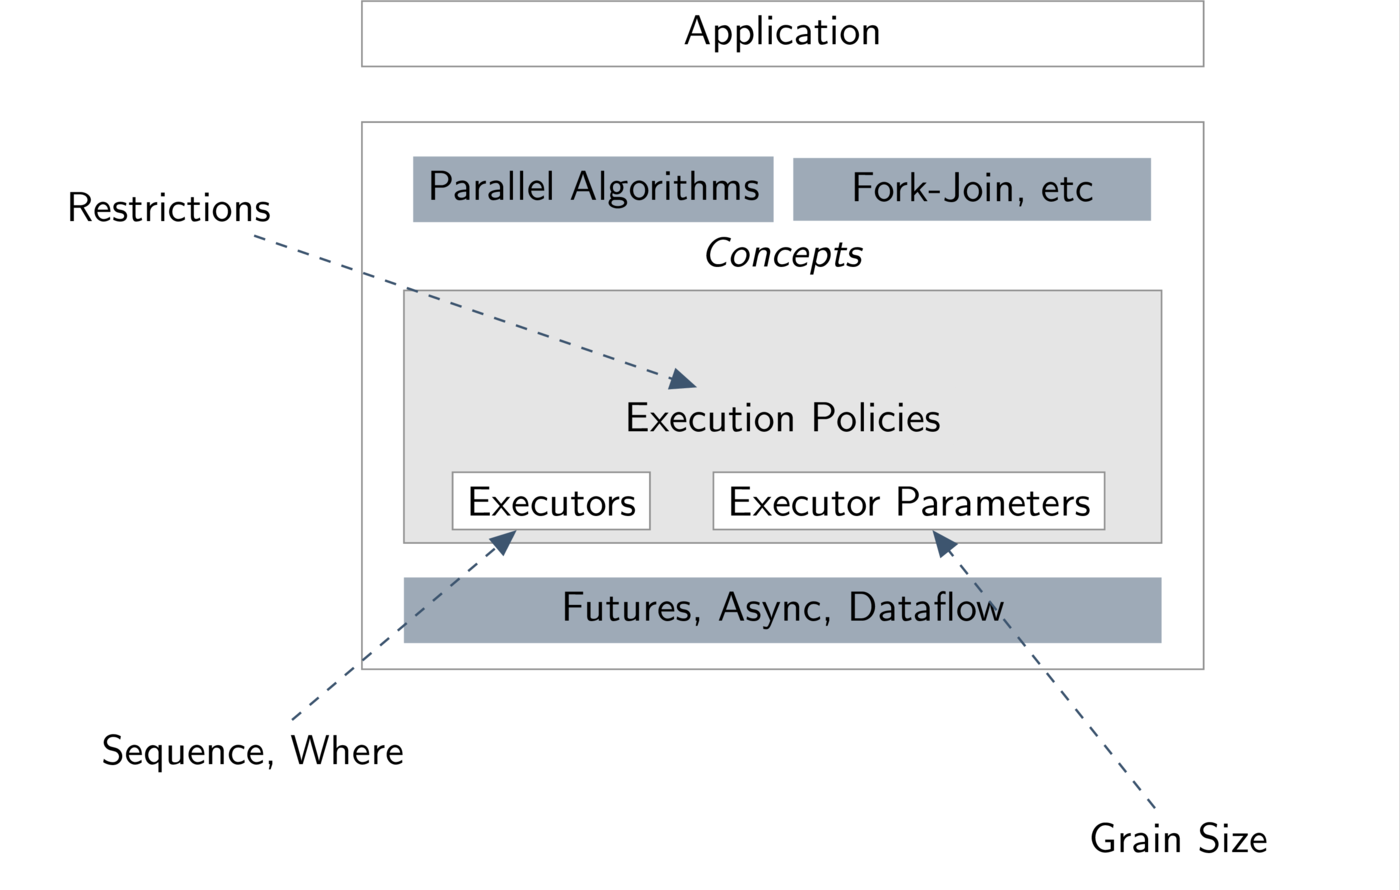 Application
Parallel Algorithms
Fork-Join, etc
Restrictions
Concepts
Execution Policies
Executors
Executor Parameters
Futures, Async, Dataflow
Sequence, Where
Grain Size